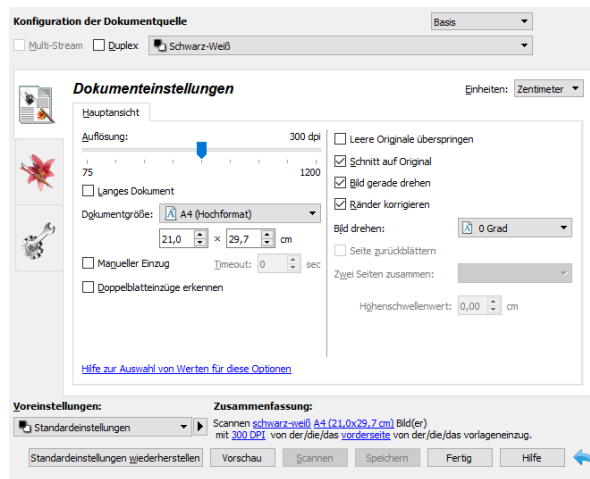 Konfiguration der Dokumentquelle
Basis
Multi-Stream Duplex Schwarz-Weiß
Dokumenteinstellungen
Einheiten: Zentimeter
Hauptansicht
Auflösung: 300 dpi
75 1200
Langes Dokument
Dokumentgröße: A4 (Hochformat)
21,0 × 29,7 cm
Manueller Einzug Timeout: 0 sec
Doppelblatteinzüge erkennen
Leere Originale überspringen
Schnitt auf Original
Bild gerade drehen
Ränder korrigieren
Bild drehen: 0 Grad
Seite zurückblättern
Zwei Seiten zusammen:
Höhenschwellenwert: 0,00 cm
Hilfe zur Auswahl von Werten für diese Optionen
Voreinstellungen:
Standardeinstellungen
Zusammenfassung:
Scannen schwarz-weiß A4 (21,0x29,7 cm) Bild(er)
mit 300 DPI von der/die/das vorderseite von der/die/das vorlageneinzug.
Standardeinstellungen wiederherstellen Vorschau Scannen Speichern Fertig Hilfe